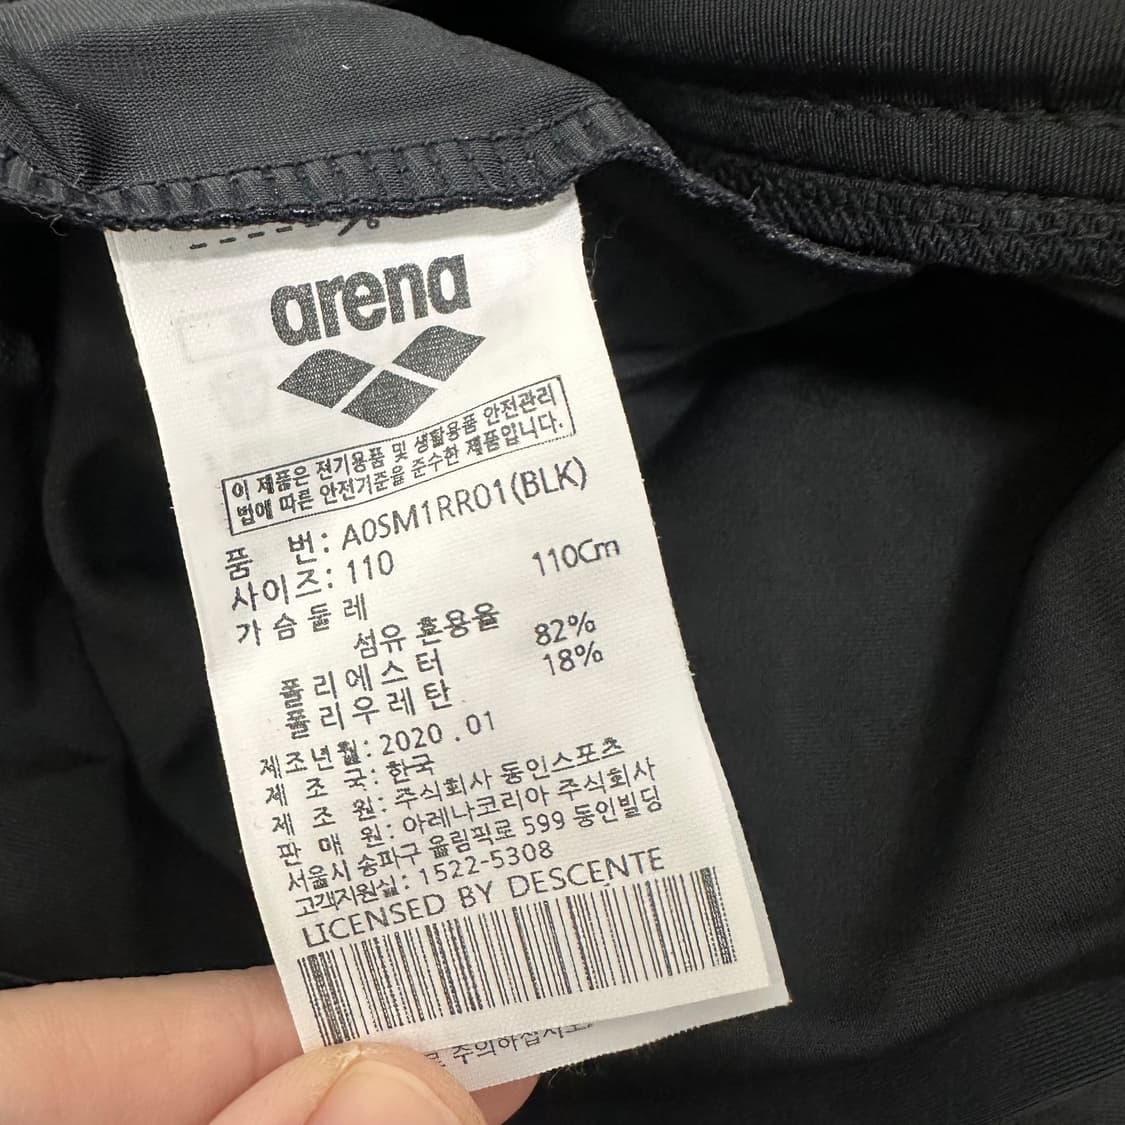 arena
이 제품은 전기용품 및 생활용품 안전관리
법에 따른 안전기준을 준수한 제품입니다.
품 번: A0SM1RR01(BLK)
사이즈: 110
가슴둘레 110Cm
섬유 혼용율
폴리에스터 82%
폴리우레탄 18%
제조년월: 2020.01
제 조 국: 한국
제 조 원: 주식회사 동인스포츠
판 매 원: 아레나코리아 주식회사
서울시 송파구 올림픽로 599 동인빌딩
고객지원실: 1522-5308
LICENSED BY DESCENTE
주의하십시오